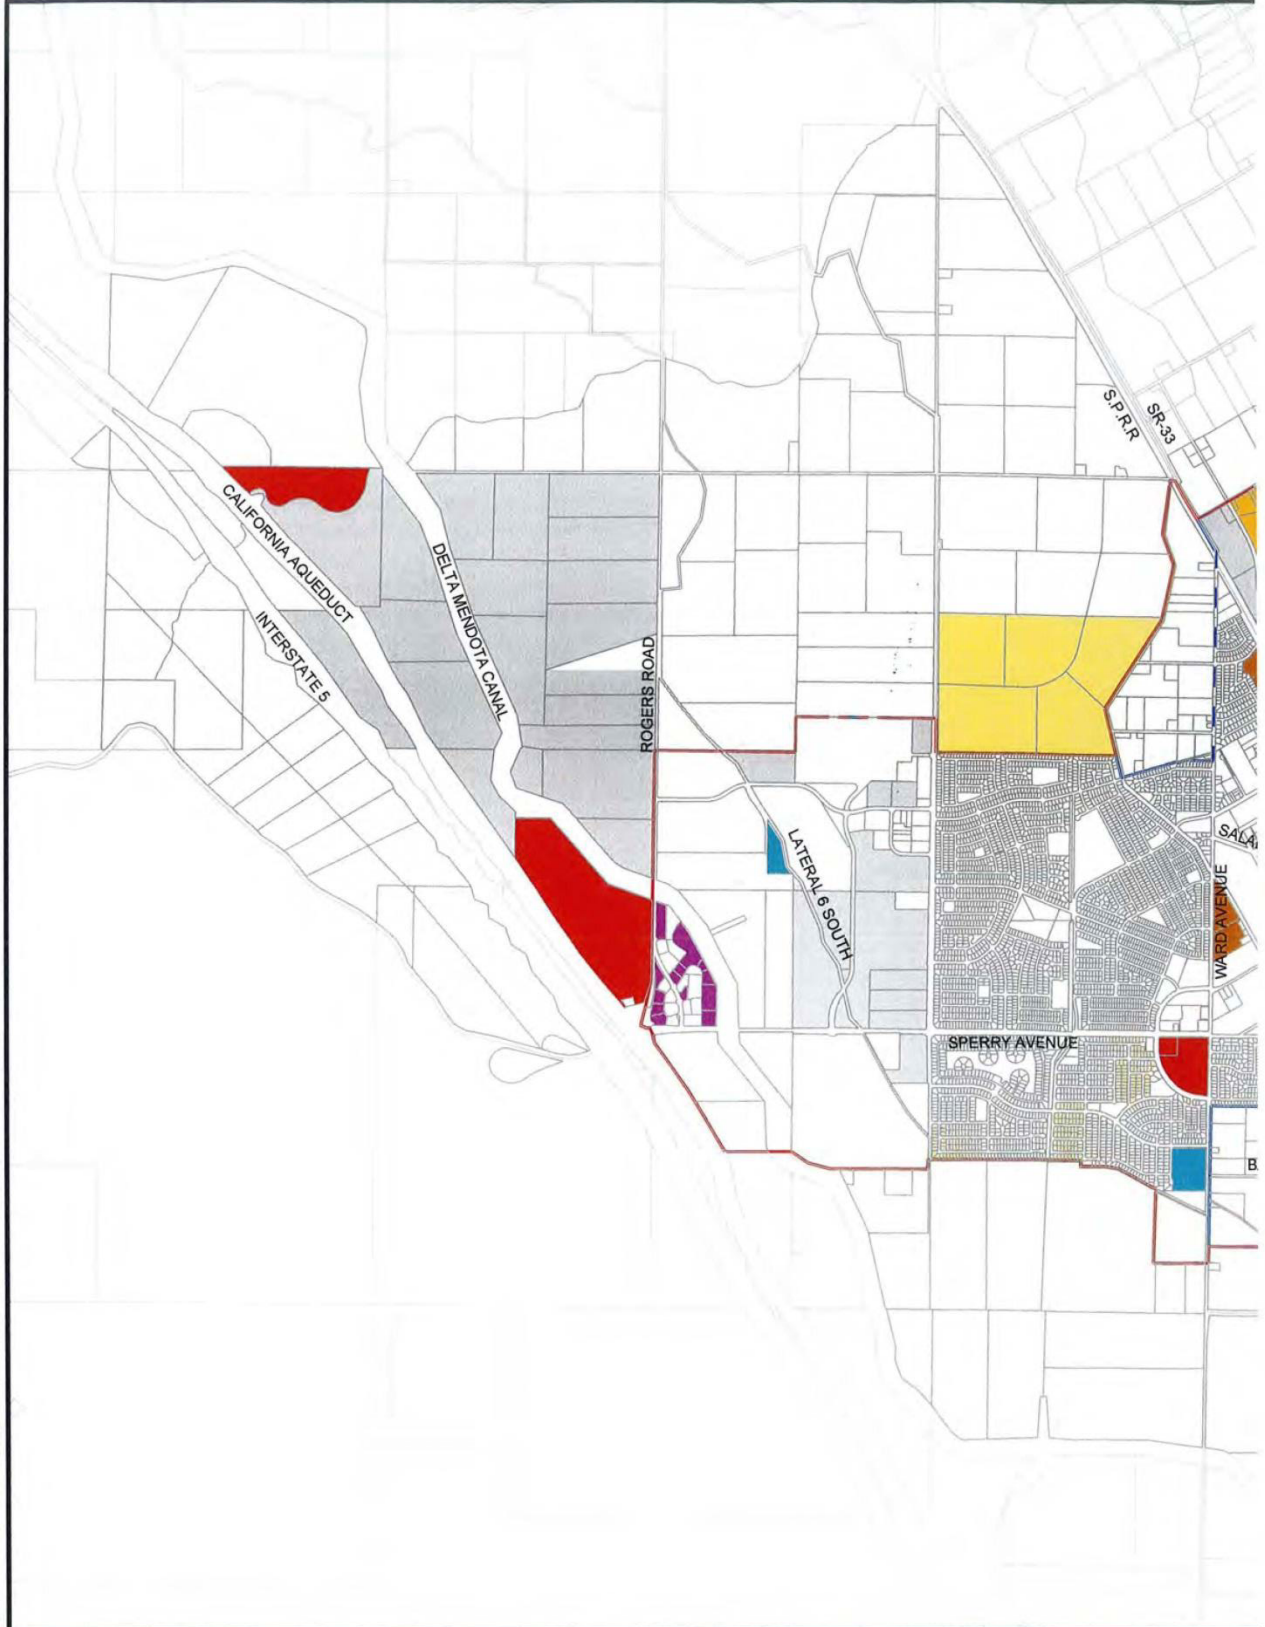 S.P.R.R
SR-33
CALIFORNIA AQUEDUCT
DELTA MENDOTA CANAL
INTERSTATE 5
ROGERS ROAD
LATERAL 6 SOUTH
WARD AVENUE
SPERRY AVENUE